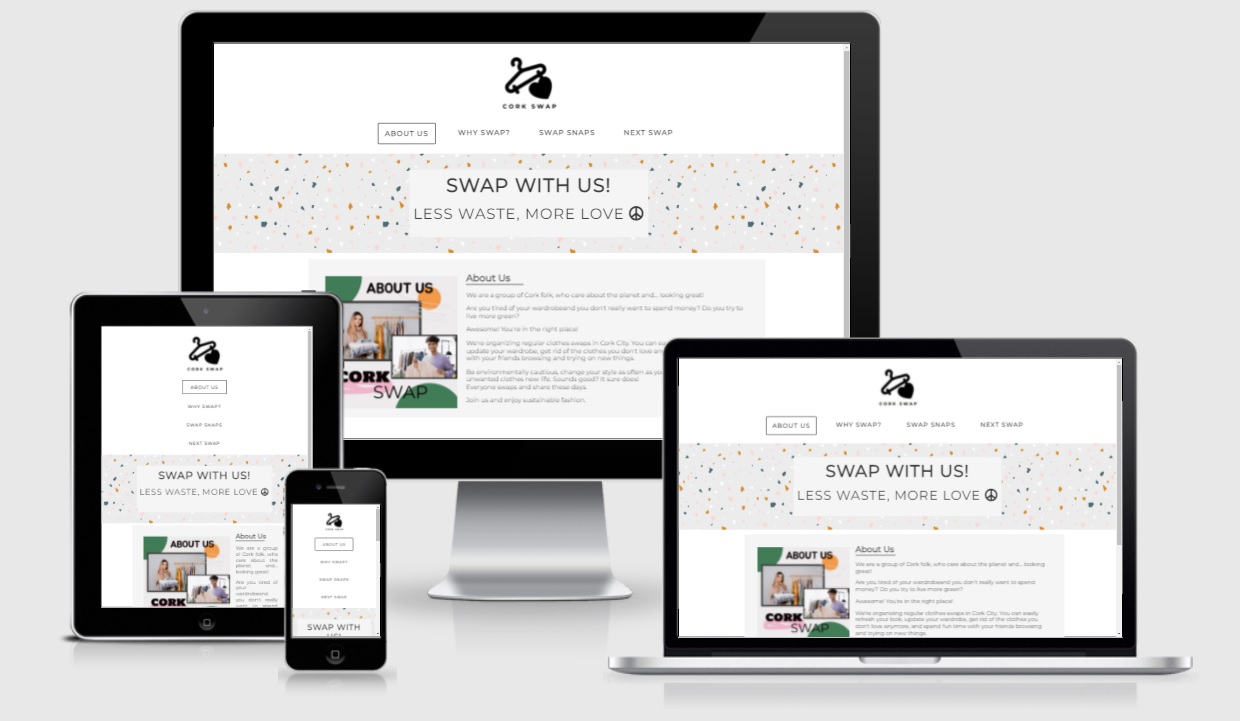 CORK SWAP
ABOUT US WHY SWAP? SWAP SNAPS NEXT SWAP
SWAP WITH US!
LESS WASTE, MORE LOVE ☮
ABOUT US
CORK
SWAP
About Us
We are a group of Cork folk, who care about the planet and... looking great!
Are you tired of your wardrobeand you don't really want to spend money? Do you try to
live more green?
Awesome! You're in the right place!
We're organizing regular clothes swaps in Cork City. You can
update your wardrobe, get rid of the clothes you don't love
with your friends browsing and trying on new things.
Be environmentally cautious, change your style as often as
unwanted clothes new life. Sounds good? It sure does!
Everyone swaps and share these days.
Join us and enjoy sustainable fashion.
CORK SWAP
ABOUT US
WHY SWAP?
SWAP SNAPS
NEXT SWAP
SWAP WITH US!
LESS WASTE, MORE LOVE ☮
ABOUT US
CORK
About Us
We are a group
of Cork folk, who
care about the
planet and...
looking great!
Are you tired of
your
wardrobeand
you don't really
want to spend
ABOUT US
WHY SWAP?
SWAP SNAPS
NEXT SWAP
SWAP WITH
US!
CORK SWAP
ABOUT US WHY SWAP? SWAP SNAPS NEXT SWAP
SWAP WITH US!
LESS WASTE, MORE LOVE ☮
ABOUT US
CORK
SWAP
About Us
We are a group of Cork folk, who care about the planet and... looking
great!
Are you tired of your wardrobeand you don't really want to spend
money? Do you try to live more green?
Awesome! You're in the right place!
We're organizing regular clothes swaps in Cork City. You can easily
refresh your look, update your wardrobe, get rid of the clothes you
don't love anymore, and spend fun time with your friends browsing
and trying on new things.